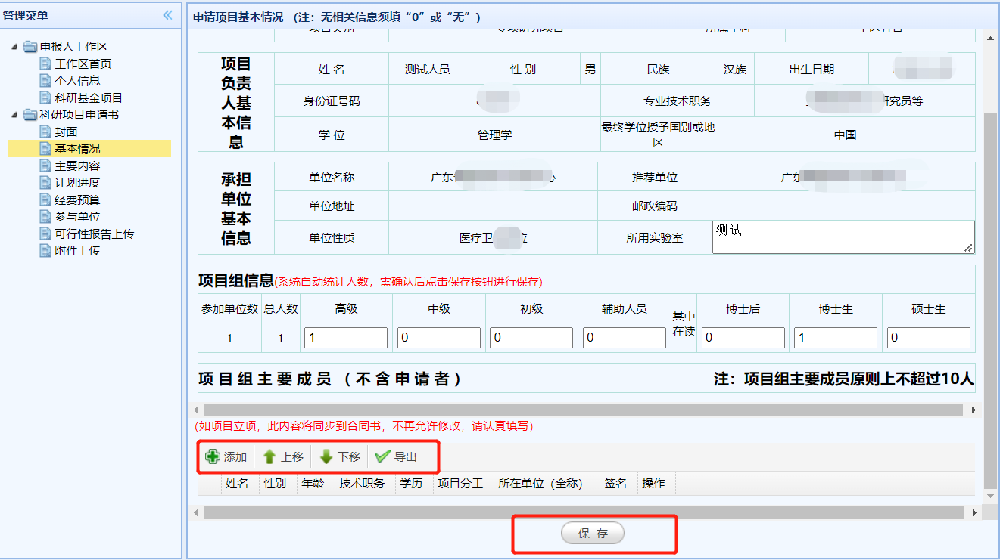 管理菜单
申报人工作区
工作区首页
个人信息
科研基金项目
科研项目申请书
封面
基本情况
主要内容
计划进度
经费预算
参与单位
可行性报告上传
附件上传
申请项目基本情况 (注：无相关信息须填“0”或“无”)
项目负责人基本信息
姓 名 测试人员 性 别 男 民族 汉族 出生日期
身份证号码 专业技术职务 研究员等
学 位 管理学 最终学位授予国别或地区 中国
承担单位基本信息
单位名称 广东 推荐单位 广东
单位地址 邮政编码
单位性质 医疗卫 位 所用实验室 测试
项目组信息(系统自动统计人数，需确认后点击保存按钮进行保存)
参加单位数 总人数 高级 中级 初级 辅助人员 其中在读 博士后 博士生 硕士生
1 1 1 0 0 0 0 1 0
项 目 组 主 要 成 员 （ 不 含 申 请 者 ） 注：项目组主要成员原则上不超过10人
(如项目立项，此内容将同步到合同书，不再允许修改，请认真填写)
添加 上移 下移 导出
姓名 性别 年龄 技术职务 学历 项目分工 所在单位（全称） 签名 操作
保 存